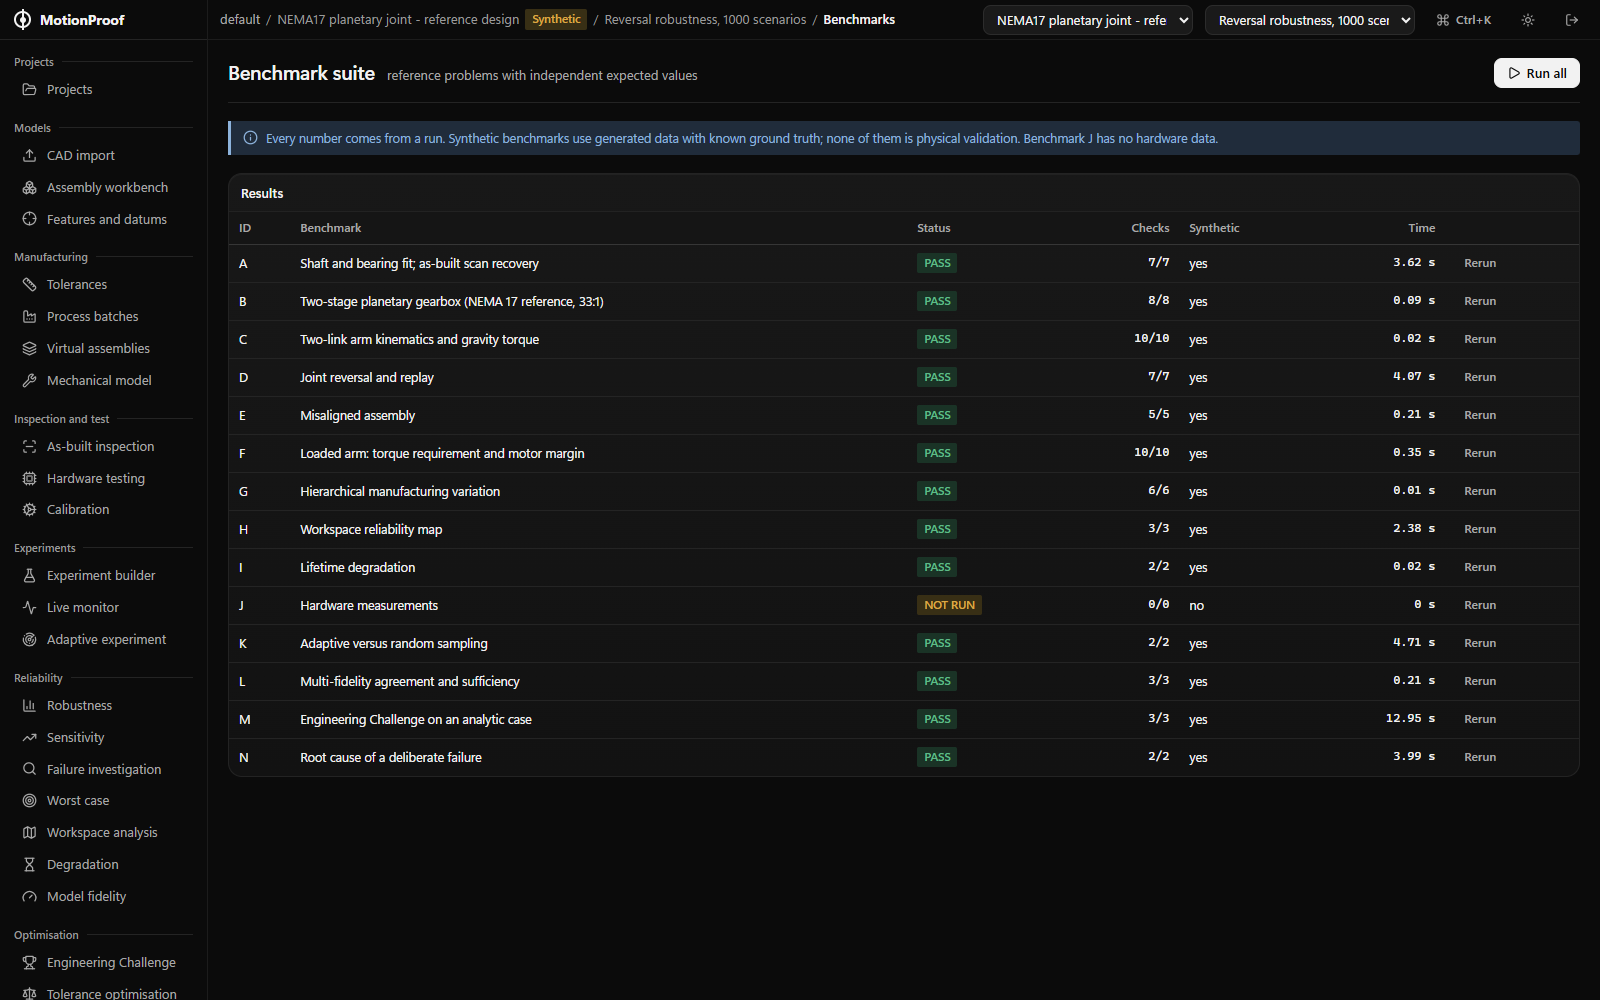 MotionProof
default / NEMA17 planetary joint - reference design Synthetic / Reversal robustness, 1000 scenarios / Benchmarks
NEMA17 planetary joint - refe
Reversal robustness, 1000 scer
Ctrl+K
Projects
Projects
Models
CAD import
Assembly workbench
Features and datums
Manufacturing
Tolerances
Process batches
Virtual assemblies
Mechanical model
Inspection and test
As-built inspection
Hardware testing
Calibration
Experiments
Experiment builder
Live monitor
Adaptive experiment
Reliability
Robustness
Sensitivity
Failure investigation
Worst case
Workspace analysis
Degradation
Model fidelity
Optimisation
Engineering Challenge
Tolerance optimisation
Benchmark suite reference problems with independent expected values
Run all
Every number comes from a run. Synthetic benchmarks use generated data with known ground truth; none of them is physical validation. Benchmark J has no hardware data.
Results
ID Benchmark Status Checks Synthetic Time
A Shaft and bearing fit; as-built scan recovery PASS 7/7 yes 3.62 s Rerun
B Two-stage planetary gearbox (NEMA 17 reference, 33:1) PASS 8/8 yes 0.09 s Rerun
C Two-link arm kinematics and gravity torque PASS 10/10 yes 0.02 s Rerun
D Joint reversal and replay PASS 7/7 yes 4.07 s Rerun
E Misaligned assembly PASS 5/5 yes 0.21 s Rerun
F Loaded arm: torque requirement and motor margin PASS 10/10 yes 0.35 s Rerun
G Hierarchical manufacturing variation PASS 6/6 yes 0.01 s Rerun
H Workspace reliability map PASS 3/3 yes 2.38 s Rerun
I Lifetime degradation PASS 2/2 yes 0.02 s Rerun
J Hardware measurements NOT RUN 0/0 no 0 s Rerun
K Adaptive versus random sampling PASS 2/2 yes 4.71 s Rerun
L Multi-fidelity agreement and sufficiency PASS 3/3 yes 0.21 s Rerun
M Engineering Challenge on an analytic case PASS 3/3 yes 12.95 s Rerun
N Root cause of a deliberate failure PASS 2/2 yes 3.99 s Rerun